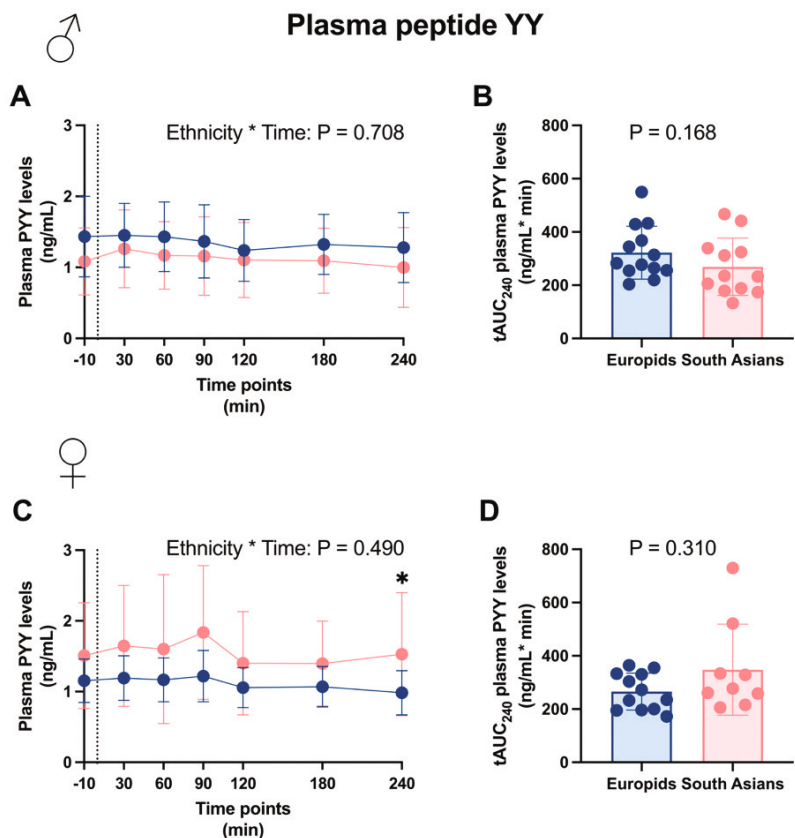 Plasma peptide YY
A
Ethnicity * Time: P = 0.708
Plasma PYY levels
(ng/mL)
3
2
1
0
-10 30 60 90 120 180 240
Time points
(min)
B
P = 0.168
tAUC240 plasma PYY levels
(ng/mL* min)
800
600
400
200
0
Europids South Asians
C
Ethnicity * Time: P = 0.490
*
Plasma PYY levels
(ng/mL)
3
2
1
0
-10 30 60 90 120 180 240
Time points
(min)
D
P = 0.310
tAUC240 plasma PYY levels
(ng/mL* min)
800
600
400
200
0
Europids South Asians